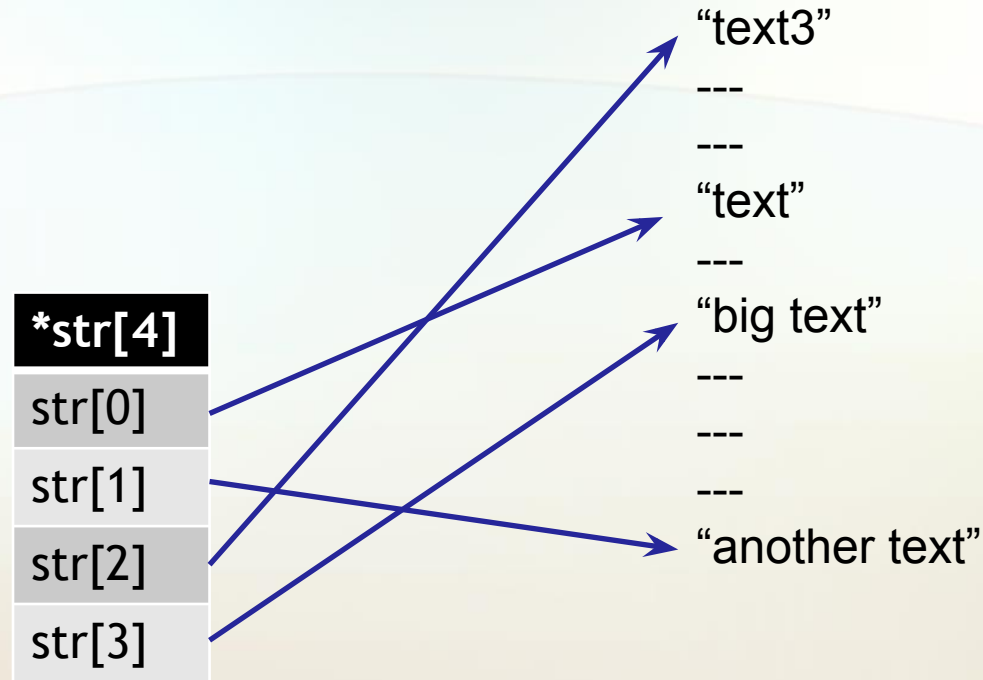 *str[4]
str[0]
str[1]
str[2]
str[3]
“text3”
---
---
“text”
---
“big text”
---
---
---
“another text”